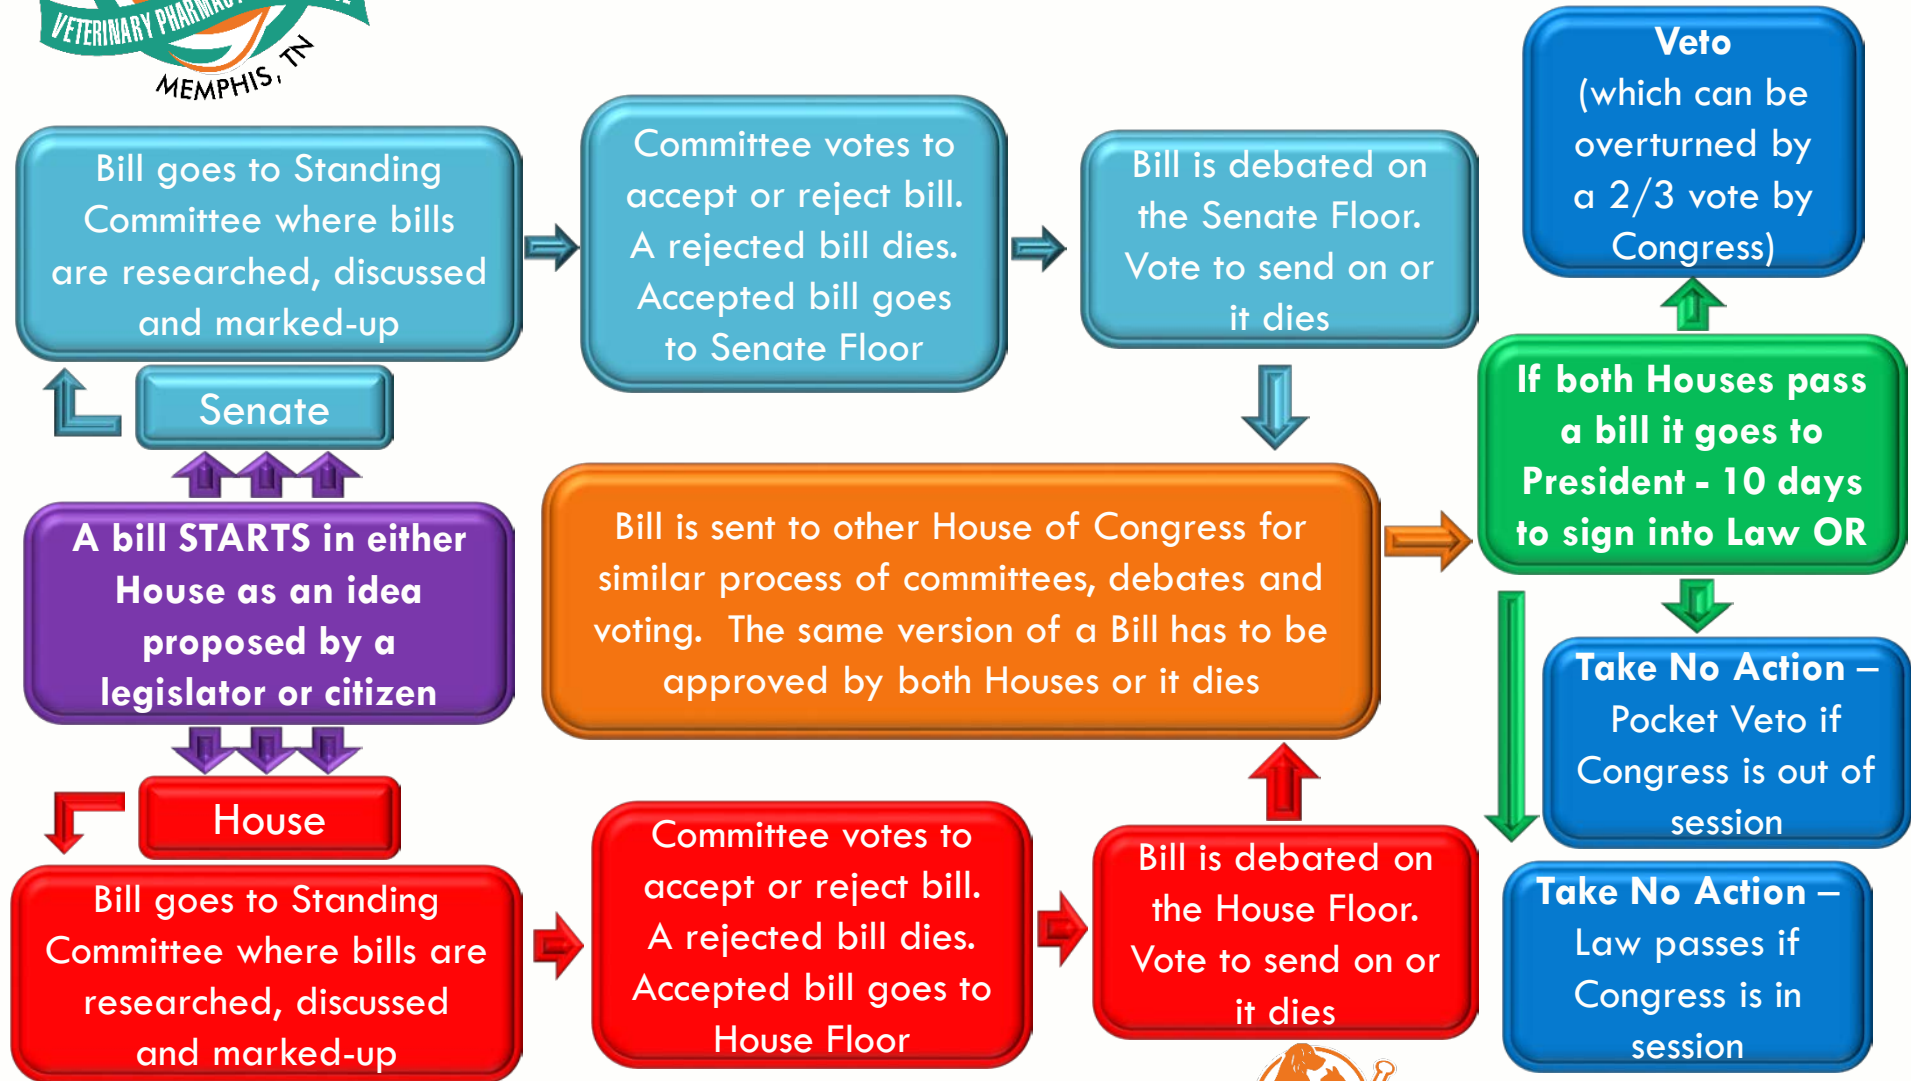 VETERINARY
MEMPHIS, TN
Veto
(which can be
overturned by
a 2/3 vote by
Congress)
Bill goes to Standing
Committee where bills
are researched, discussed
and marked-up
Committee votes to
accept or reject bill.
A rejected bill dies.
Accepted bill goes
to Senate Floor
Bill is debated on
the Senate Floor.
Vote to send on or
it dies
Senate
If both Houses pass
a bill it goes to
President - 10 days
to sign into Law OR
A bill STARTS in either
House as an idea
proposed by a
legislator or citizen
Bill is sent to other House of Congress for
similar process of committees, debates and
voting.  The same version of a Bill has to be
approved by both Houses or it dies
Take No Action –
Pocket Veto if
Congress is out of
session
House
Bill goes to Standing
Committee where bills are
researched, discussed
and marked-up
Committee votes to
accept or reject bill.
A rejected bill dies.
Accepted bill goes to
House Floor
Bill is debated on
the House Floor.
Vote to send on or
it dies
Take No Action –
Law passes if
Congress is in
session